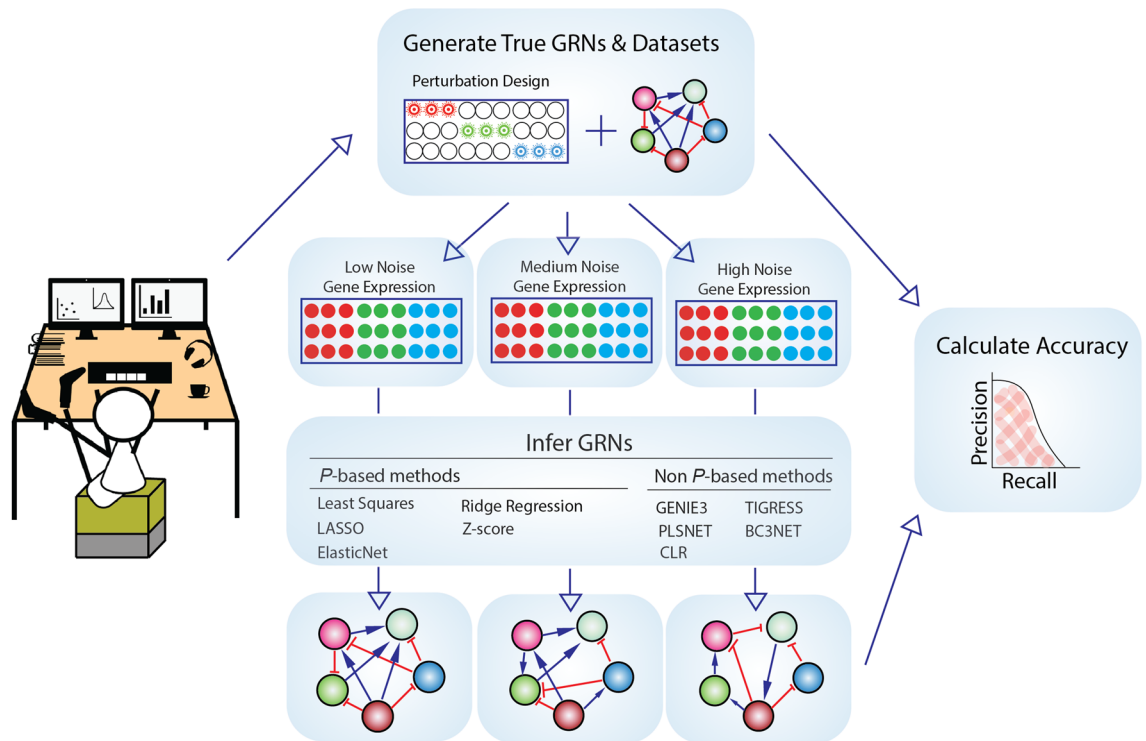 Generate True GRNs & Datasets
Perturbation Design
Low Noise
Gene Expression
Medium Noise
Gene Expression
High Noise
Gene Expression
Calculate Accuracy
Precision
Recall
Infer GRNs
P-based methods
Non P-based methods
Least Squares
Ridge Regression
GENIE3
TIGRESS
LASSO
Z-score
PLSNET
BC3NET
ElasticNet
CLR